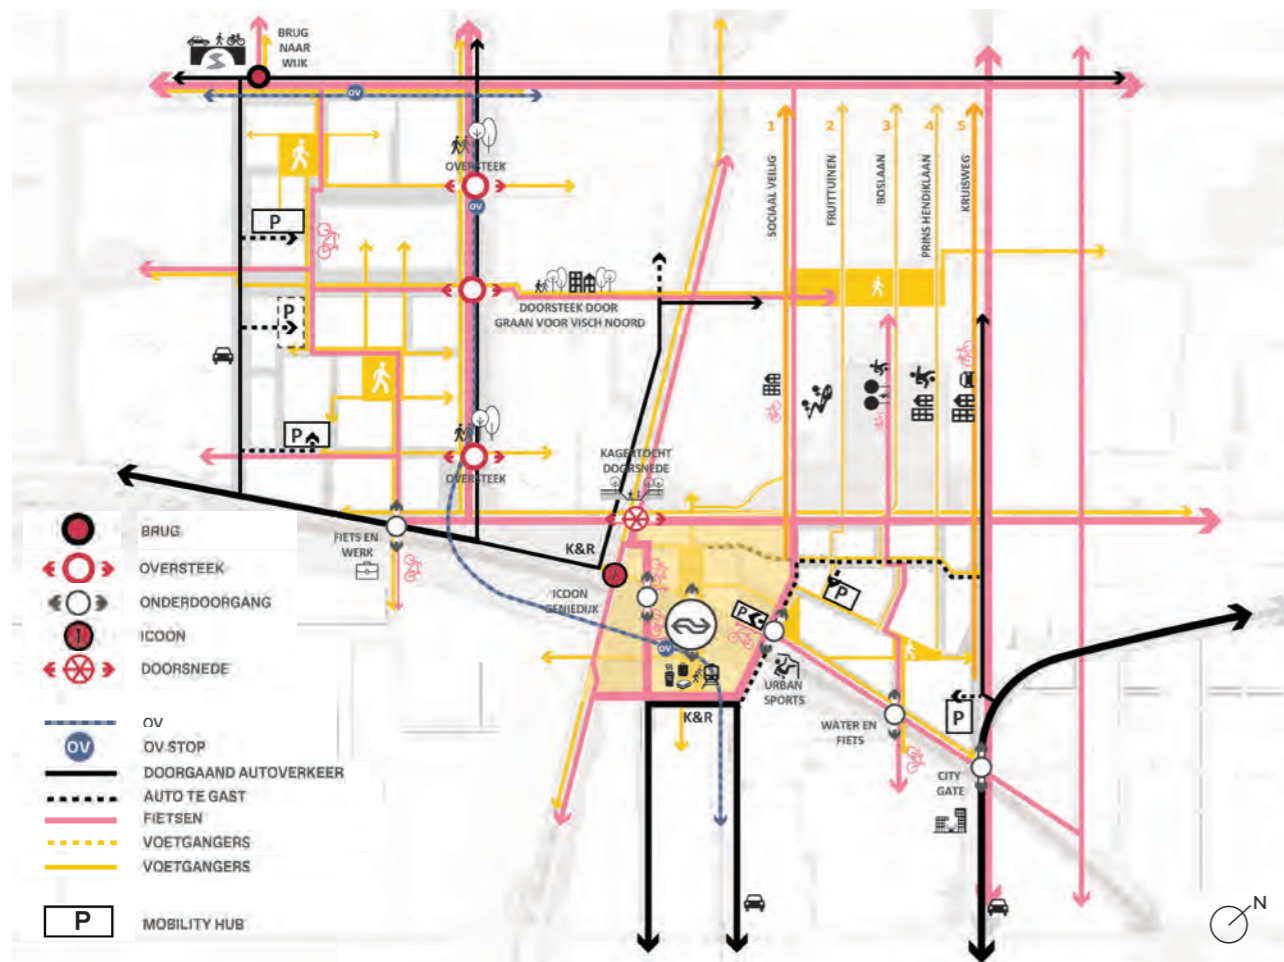 BRUG
NAAR
WIJK
OV
OVERSTEEK
OV
P
P
P
DOORSTEEK DOOR
GRAAN VOOR VISCH NOORD
OVERSTEEK
1
2
3
4
5
SOCIAAL VEILIG
FRUITTUINEN
BOSLAAN
PRINS HENDIKLAAN
KRUISWEG
KAGERTOCHT
DOORSNEDE
FIETS EN
WERK
K&R
ICOON
GENIEDIJK
OV
P
P
URBAN
SPORTS
K&R
WATER EN
FIETS
P
CITY
GATE
BRUG
OVERSTEEK
ONDERDOORGANG
ICOON
DOORSNEDE
OV
OV OV STOP
DOORGAAND AUTOVERKEER
AUTO TE GAST
FIETSEN
VOETGANGERS
VOETGANGERS
P MOBILITY HUB
N